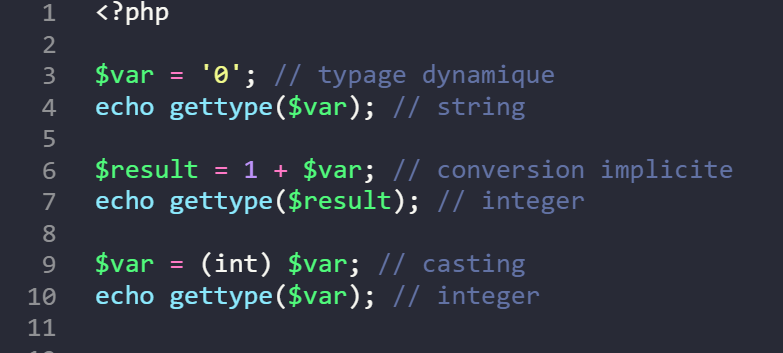 1 <?php
2
3 $var = '0'; // typage dynamique
4 echo gettype($var); // string
5
6 $result = 1 + $var; // conversion implicite
7 echo gettype($result); // integer
8
9 $var = (int) $var; // casting
10 echo gettype($var); // integer
11